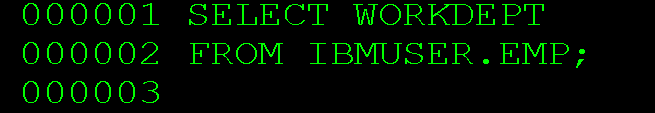 000001 SELECT WORKDEPT
000002 FROM IBMUSER.EMP;
000003